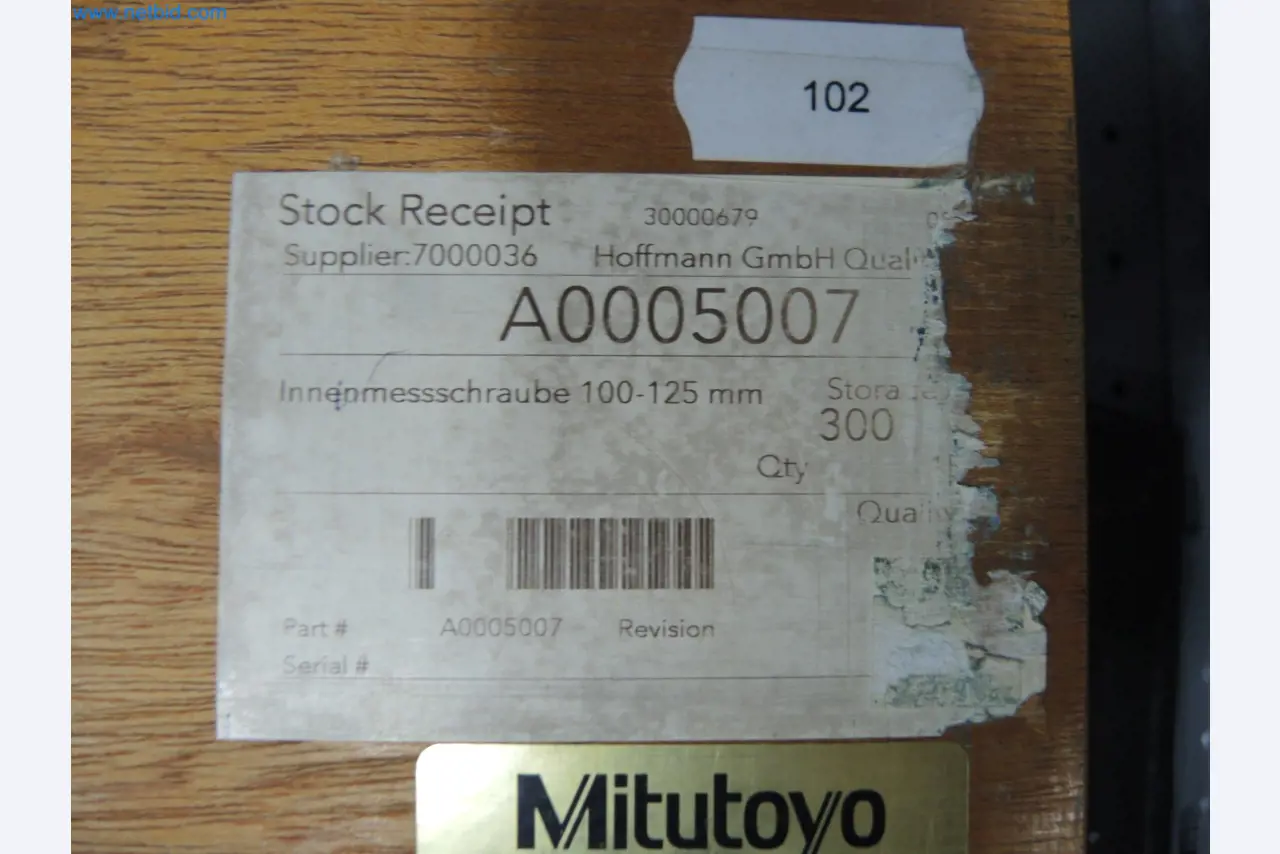 www.netbid.com
102
Stock Receipt 30000679
Supplier:7000036 Hoffmann GmbH Quali
A0005007
Innenmessschraube 100-125 mm
300
Qty
Part # A0005007 Revision
Serial #
Mitutoyo